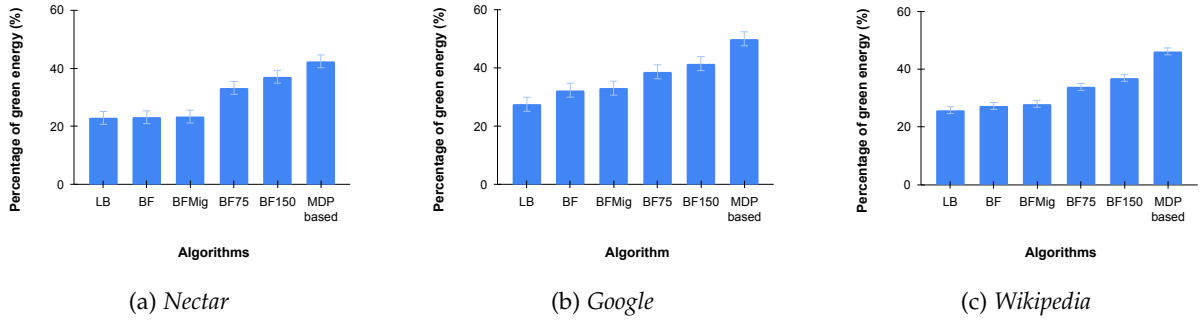 Percentage of green energy (%)
60
40
20
0
LB BF BFMig BF75 BF150 MDP based
Algorithms
(a) Nectar
Percentage of green energy (%)
60
40
20
0
LB BF BFMig BF75 BF150 MDP based
Algorithm
(b) Google
Percentage of green energy (%)
60
40
20
0
LB BF BFMig BF75 BF150 MDP based
Algorithms
(c) Wikipedia